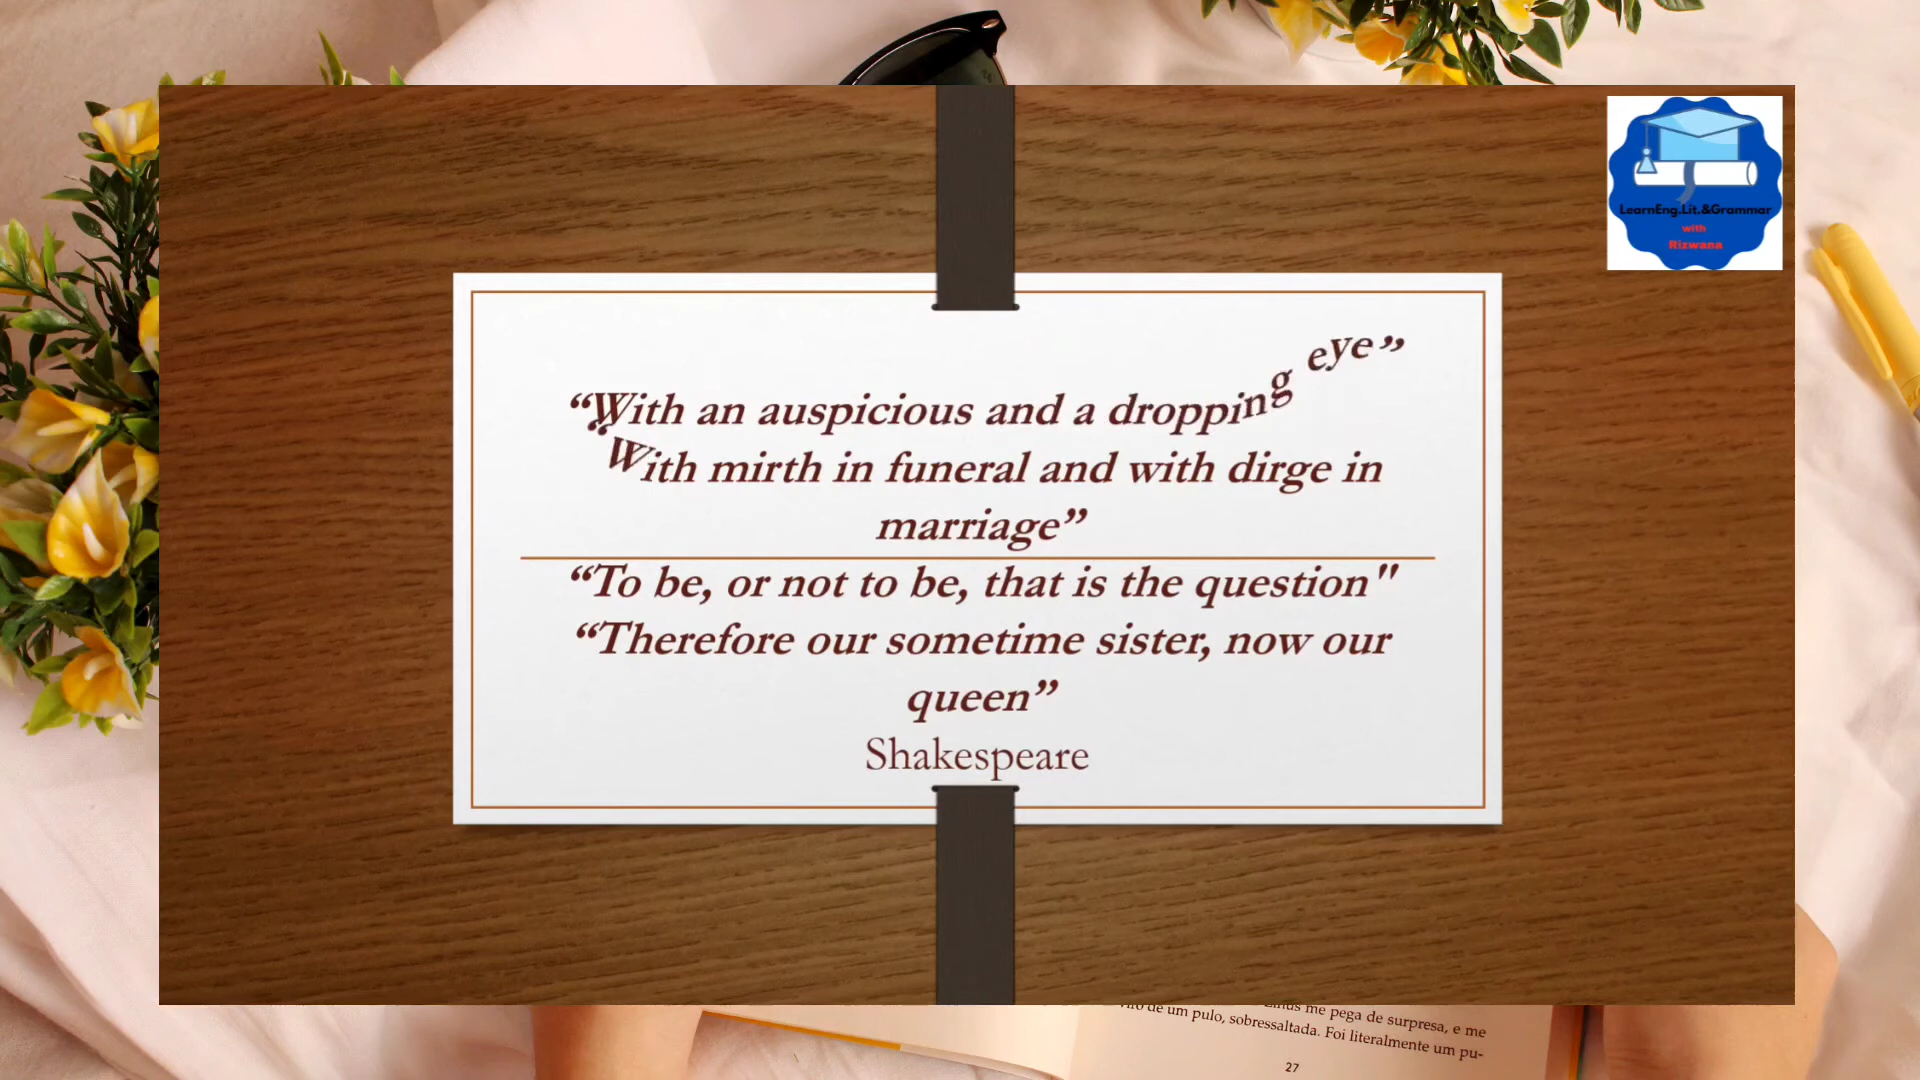 LearnEng.Lit.&Grammar
with
Rizwana
“With an auspicious and a dropping eye”
“With mirth in funeral and with dirge in
marriage”
“To be, or not to be, that is the question"
“Therefore our sometime sister, now our
queen”
Shakespeare
de um pulo, sobressaltada. Foi literalmente um pu-
me pega de surpresa, e me
27